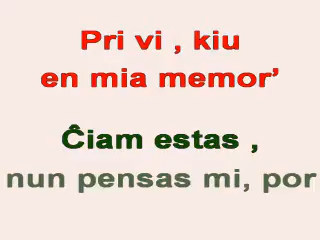 Pri vi , kiu
en mia memor’
Ĉiam estas ,
nun pensas mi, por